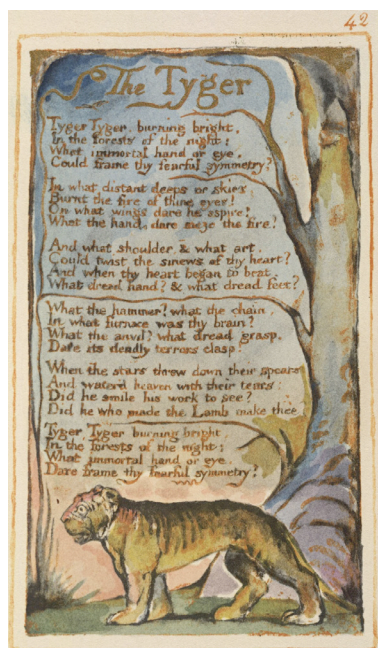 42
The Tyger
Tyger Tyger, burning bright,
In the forests of the night;
What immortal hand or eye,
Could frame thy fearful symmetry?
In what distant deeps or skies
Burnt the fire of thine eyes?
On what wings dare he aspire?
What the hand, dare sieze the fire?
And what shoulder, & what art,
Could twist the sinews of thy heart?
And when thy heart began to beat,
What dread hand? & what dread feet?
What the hammer? what the chain,
In what furnace was thy brain?
What the anvil? what dread grasp,
Dare its deadly terrors clasp!
When the stars threw down their spears
And water'd heaven with their tears:
Did he smile his work to see?
Did he who made the Lamb make thee
Tyger Tyger burning bright
In the forests of the night:
What immortal hand or eye
Dare frame thy fearful symmetry?